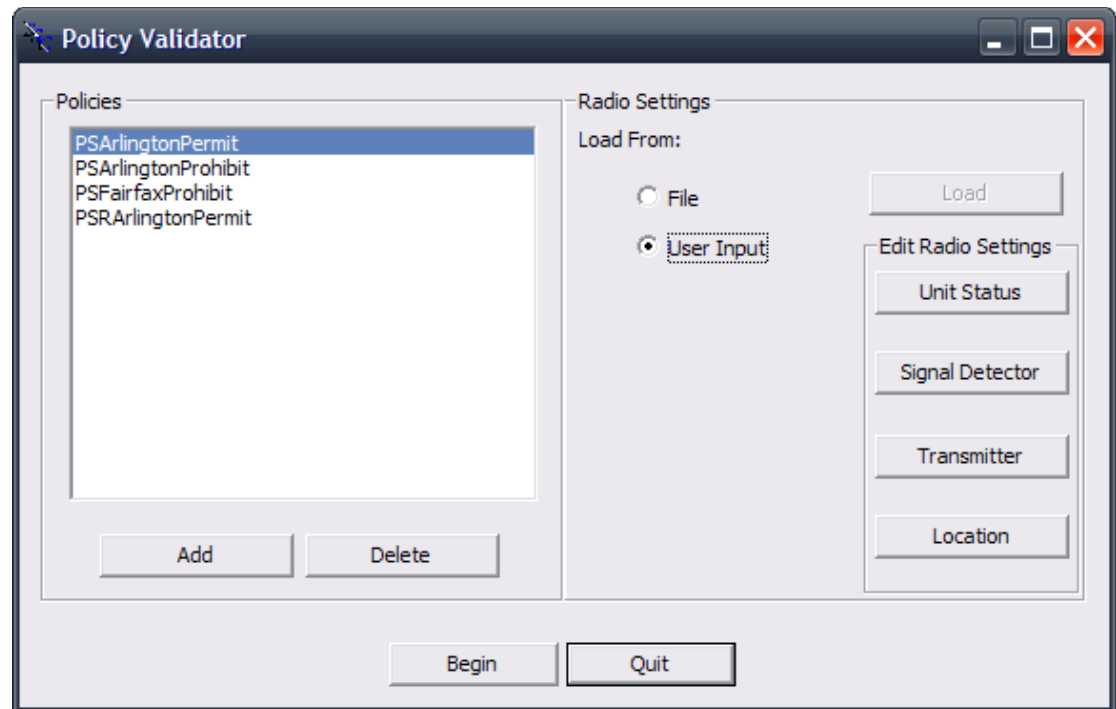 Policy Validator
Policies
PSArlingtonPermit
PSArlingtonProhibit
PSFairfaxProhibit
PSRArlingtonPermit
Add
Delete
Radio Settings
Load From:
File
User Input
Load
Edit Radio Settings
Unit Status
Signal Detector
Transmitter
Location
Begin
Quit